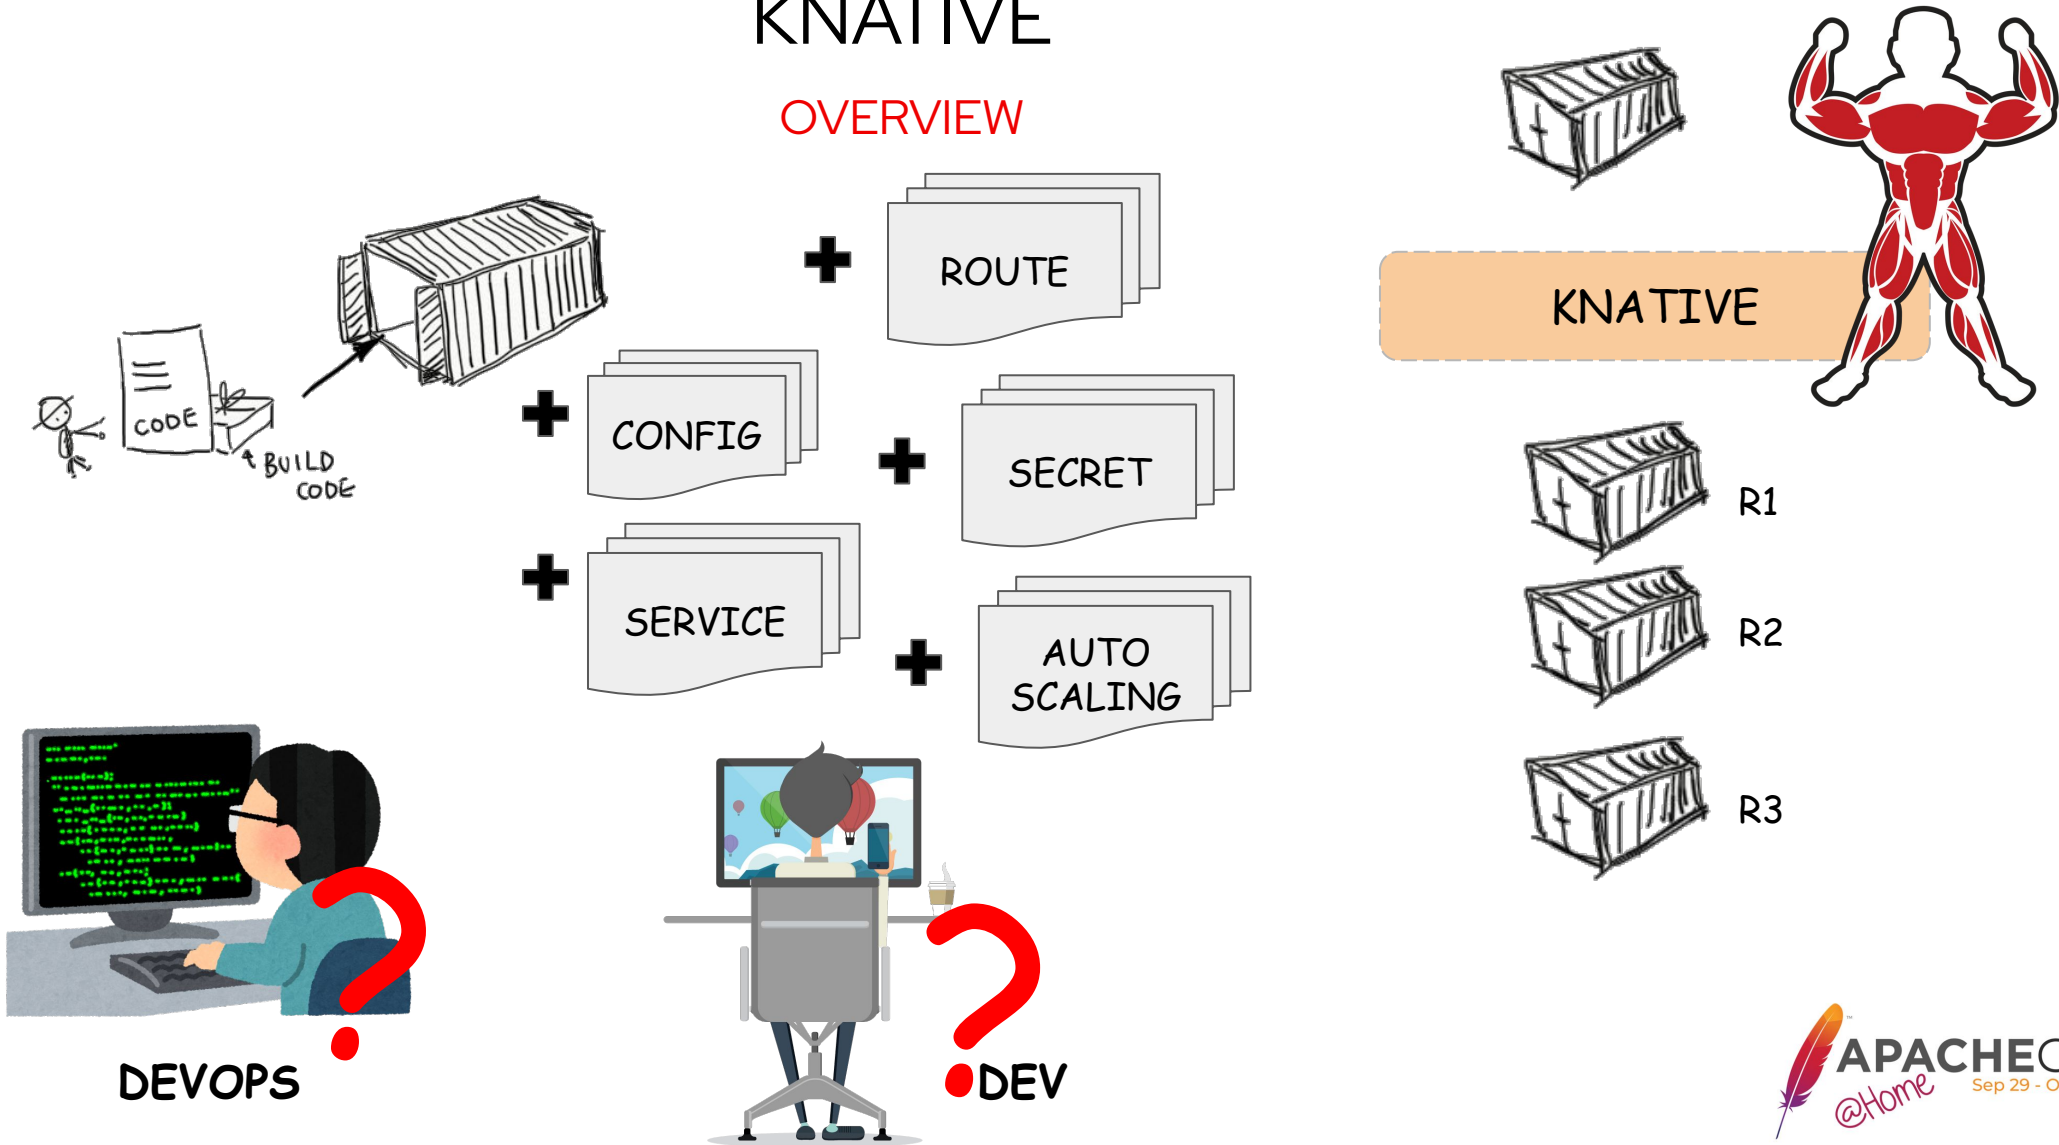 KNATIVE
OVERVIEW
ROUTE
KNATIVE
CODE
BUILD
CODE
CONFIG
SECRET
R1
SERVICE
R2
AUTO
SCALING
R3
DEVOPS
DEV
APACHEC
@Home
Sep 29 - O